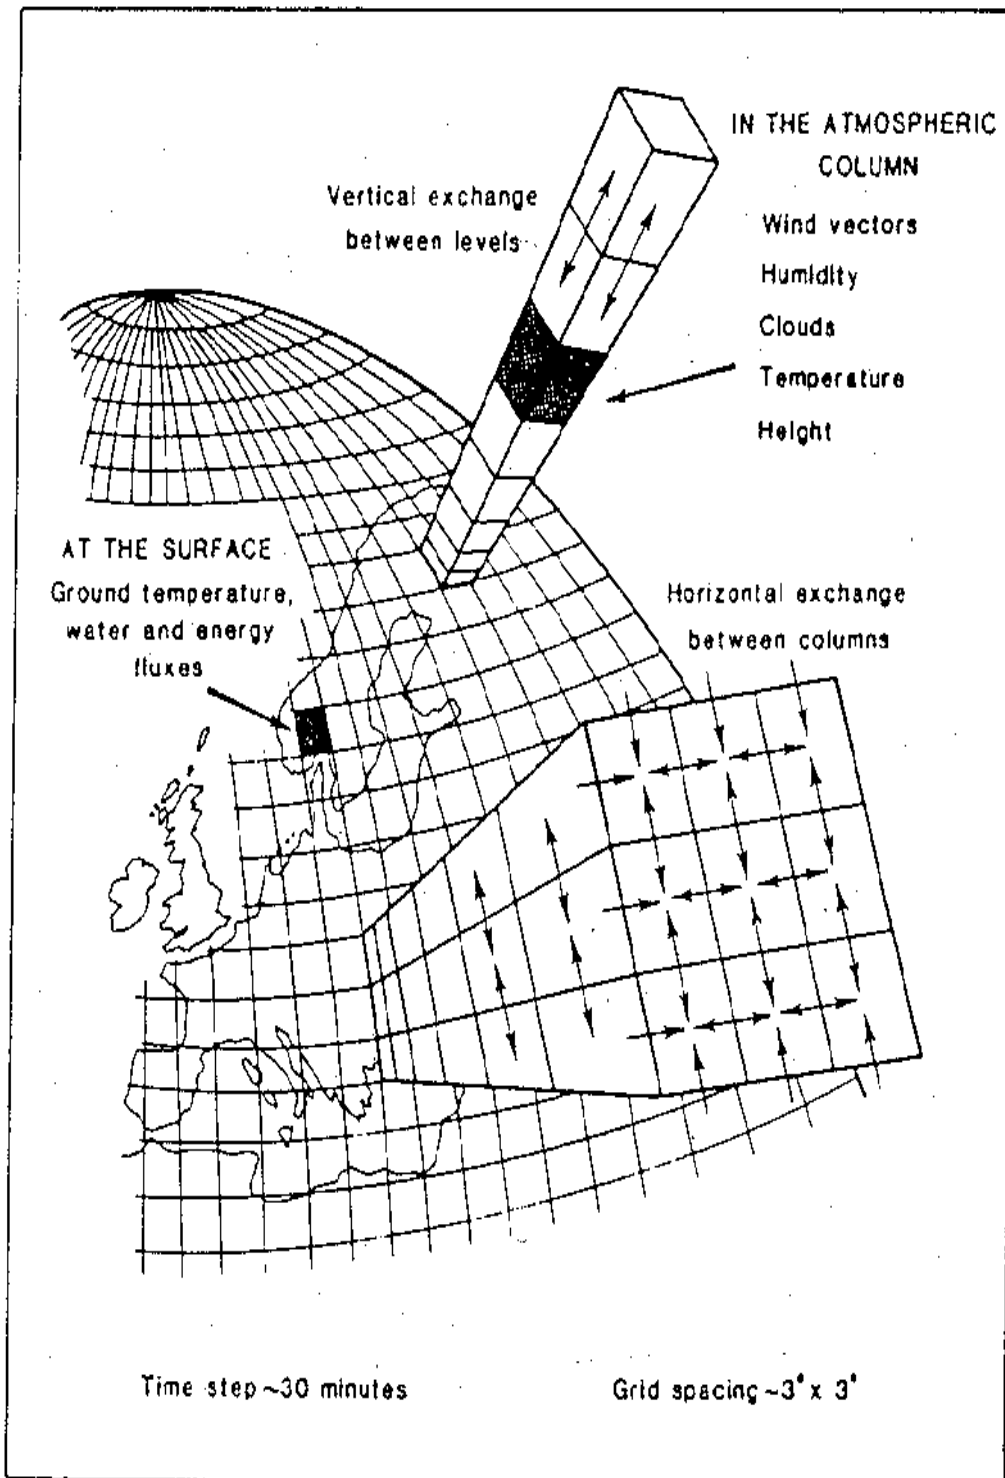 IN THE ATMOSPHERIC
COLUMN
Wind vectors
Humidity
Clouds
Temperature
Height
Vertical exchange
between levels
AT THE SURFACE
Ground temperature,
water and energy
fluxes
Horizontal exchange
between columns
Time step ~30 minutes
Grid spacing ~3° x 3°